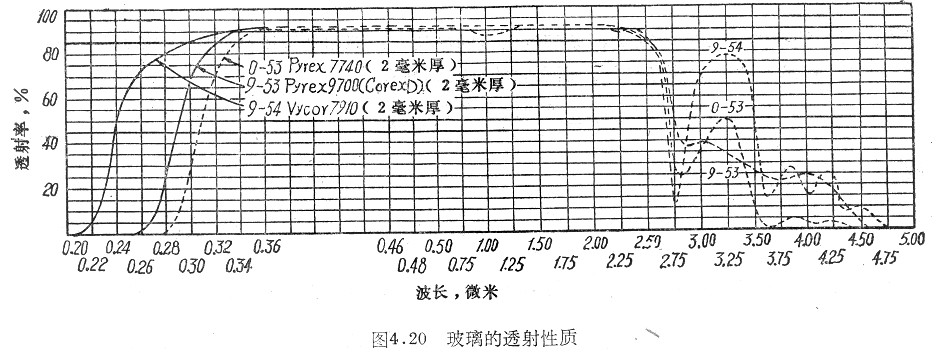 100
80
60
40
20
透射率，%
0-53 Pyrex 7740 ( 2 毫米厚 )
9-53 Pyrex 9700 (Corex D) ( 2 毫米厚 )
9-54 Vycor 7910 ( 2 毫米厚 )
9-54
0-53
9-53
0.20 0.24 0.28 0.32 0.36 0.46 0.50 1.00 1.50 2.00 2.50 3.00 3.50 4.00 4.50 5.00
0.22 0.26 0.30 0.34 0.48 0.75 1.25 1.75 2.25 2.75 3.25 3.75 4.25 4.75
波长，微米
图4.20 玻璃的透射性质